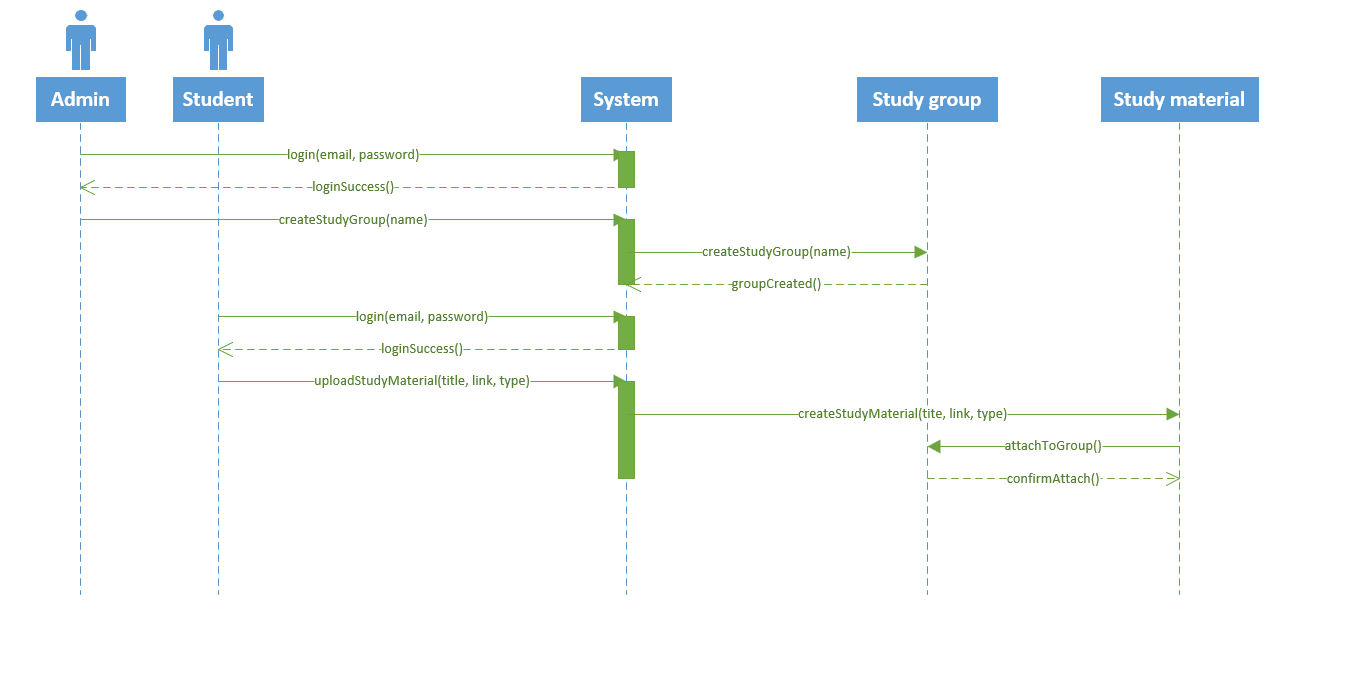 Admin
Student
System
Study group
Study material
login(email, password)
loginSuccess()
createStudyGroup(name)
createStudyGroup(name)
groupCreated()
login(email, password)
loginSuccess()
uploadStudyMaterial(title, link, type)
createStudyMaterial(tite, link, type)
attachToGroup()
confirmAttach()